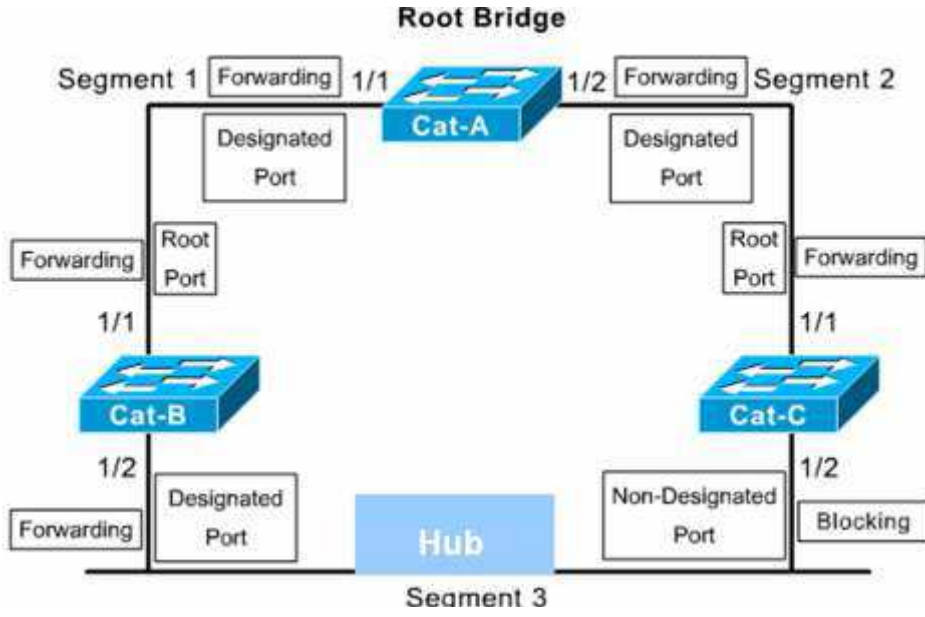 Root Bridge
Segment 1
Forwarding
1/1
1/2
Forwarding
Segment 2
Cat-A
Designated
Port
Designated
Port
Forwarding
Root
Port
Root
Port
Forwarding
1/1
1/1
Cat-B
Cat-C
1/2
1/2
Forwarding
Designated
Port
Hub
Non-Designated
Port
Blocking
Segment 3